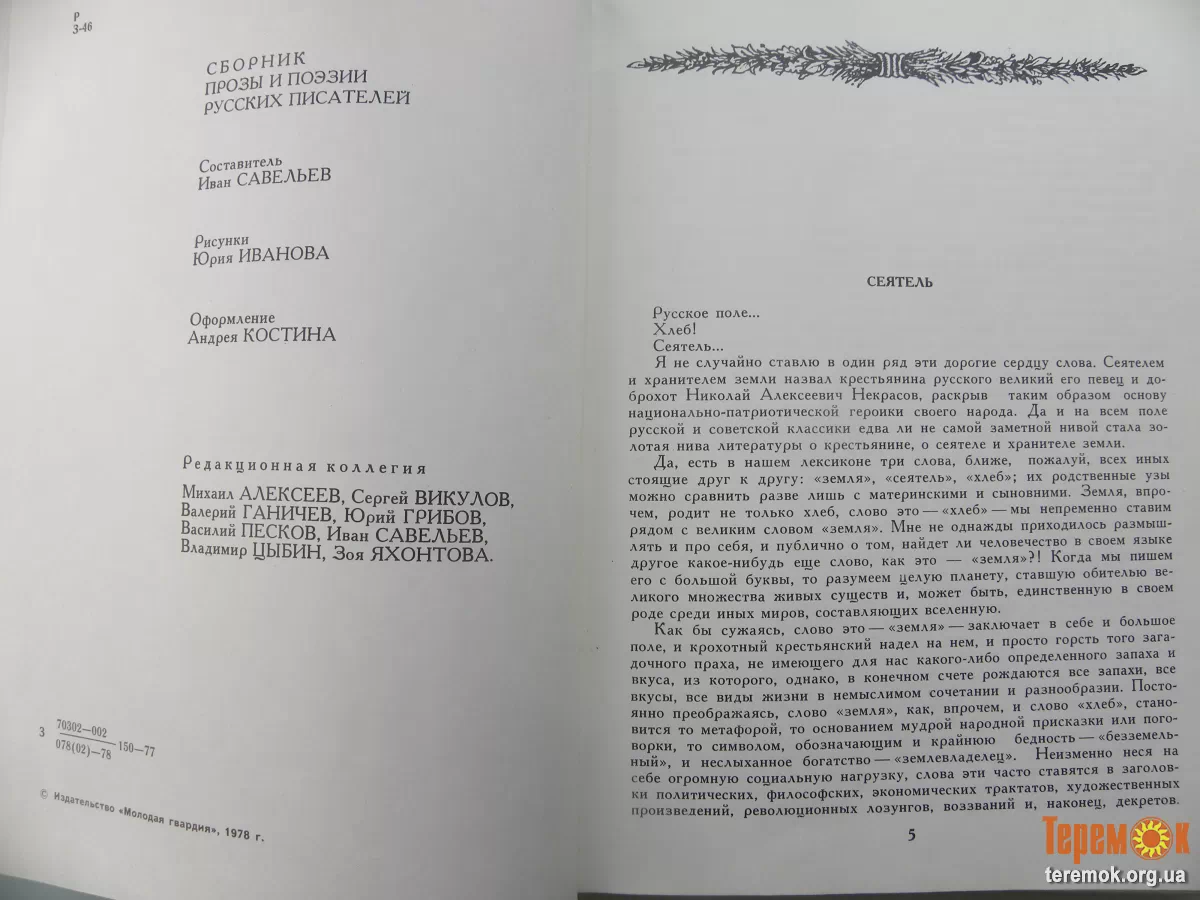 Р
З-46
СБОРНИК
ПРОЗЫ И ПОЭЗИИ
РУССКИХ ПИСАТЕЛЕЙ
Составитель
Иван САВЕЛЬЕВ
Рисунки
Юрия ИВАНОВА
Оформление
Андрея КОСТИНА
Редакционная коллегия
Михаил АЛЕКСЕЕВ, Сергей ВИКУЛОВ,
Валерий ГАНИЧЕВ, Юрий ГРИБОВ,
Василий ПЕСКОВ, Иван САВЕЛЬЕВ,
Владимир ЦЫБИН, Зоя ЯХОНТОВА.
70302—002
З 150—77
078(02)—78
© Издательство «Молодая гвардия», 1978 г.
СЕЯТЕЛЬ
Русское поле...
Хлеб!
Сеятель...
Я не случайно ставлю в один ряд эти дорогие сердцу слова. Сеятелем
и хранителем земли назвал крестьянина русского великий его певец и до-
брохот Николай Алексеевич Некрасов, раскрыв таким образом основу
национально-патриотической героики своего народа. Да и на всем поле
русской и советской классики едва ли не самой заметной нивой стала зо-
лотая нива литературы о крестьянине, о сеятеле и хранителе земли.
Да, есть в нашем лексиконе три слова, ближе, пожалуй, всех иных
стоящие друг к другу: «земля», «сеятель», «хлеб»; их родственные узы
можно сравнить разве лишь с материнскими и сыновними. Земля, впро-
чем, родит не только хлеб, слово это — «хлеб» — мы непременно ставим
рядом с великим словом «земля». Мне не однажды приходилось размыш-
лять и про себя, и публично о том, найдет ли человечество в своем языке
другое какое-нибудь еще слово, как это — «земля»?! Когда мы пишем
его с большой буквы, то разумеем целую планету, ставшую обителью ве-
ликого множества живых существ и, может быть, единственную в своем
роде среди иных миров, составляющих вселенную.
Как бы сужаясь, слово это — «земля» — заключает в себе и большое
поле, и крохотный крестьянский надел на нем, и просто горсть того зага-
дочного праха, не имеющего для нас какого-либо определенного запаха и
вкуса, из которого, однако, в конечном счете рождаются все запахи, все
вкусы, все виды жизни в немыслимом сочетании и разнообразии. Посто-
янно преображаясь, слово «земля», как, впрочем, и слово «хлеб», стано-
вится то метафорой, то основанием мудрой народной присказки или пого-
ворки, то символом, обозначающим и крайнюю бедность — «безземель-
ный», и неслыханное богатство — «землевладелец». Неизменно неся на
себе огромную социальную нагрузку, слова эти часто ставятся в заголов-
ки политических, философских, экономических трактатов, художественных
произведений, революционных лозунгов, воззваний и, наконец, декретов.
5
ТЕРЕМОК
teremok.org.ua